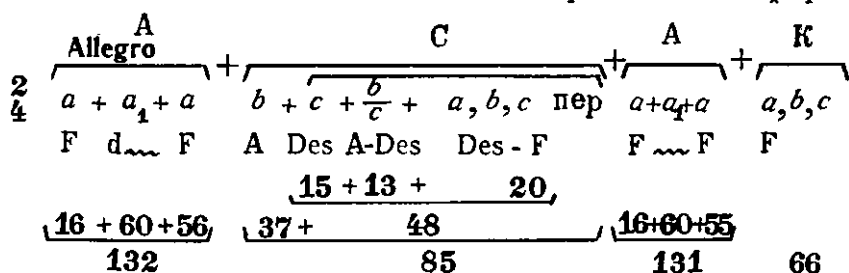 A C A К
Allegro + + +
2/4 a + a₁ + a b + c + b/c + a, b, c пер a+a₁+a a, b, c
F d F A Des A-Des Des - F F F F
15 + 13 + 20
16 + 60 + 56 37 + 48 16+60+55
132 85 131 66